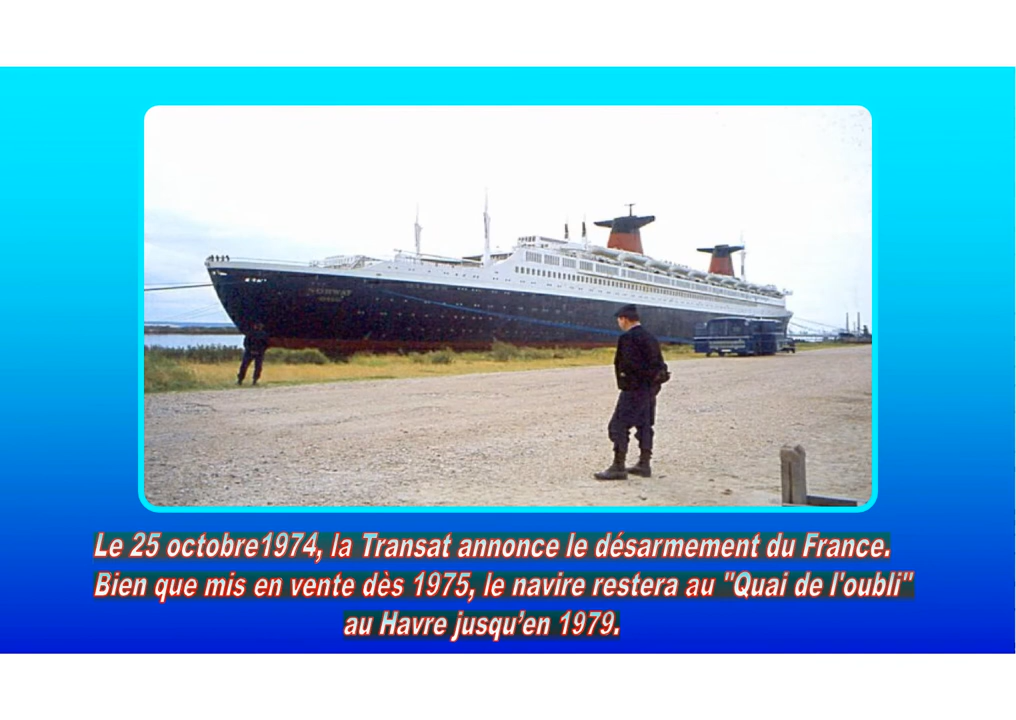 NORWAY
Le 25 octobre1974, la Transat annonce le désarmement du France.
Bien que mis en vente dès 1975, le navire restera au "Quai de l'oubli"
au Havre jusqu’en 1979.